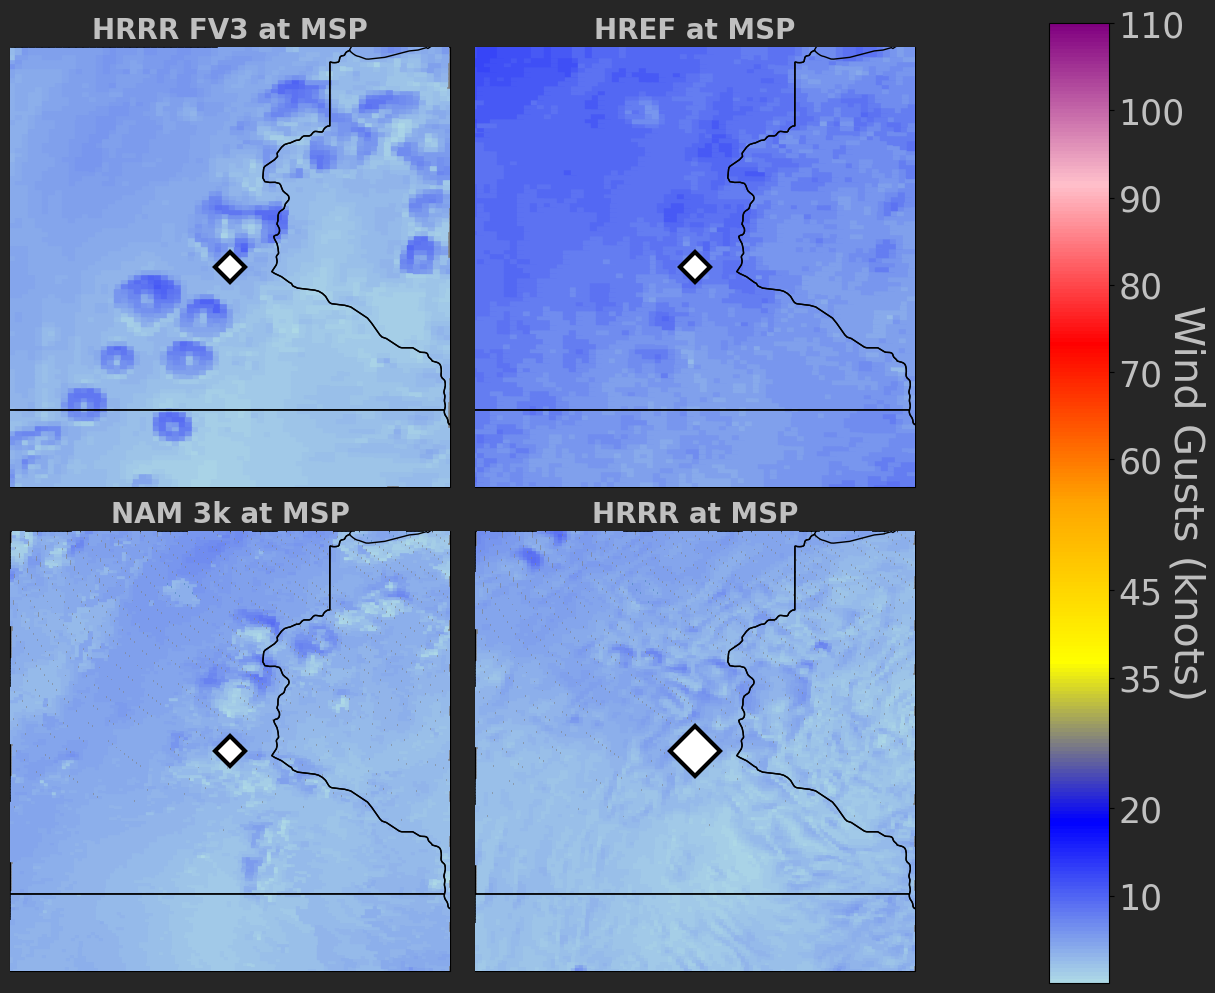 HRRR FV3 at MSP
HREF at MSP
NAM 3k at MSP
HRRR at MSP
110
100
90
80
70
60
45
35
20
10
Wind Gusts (knots)